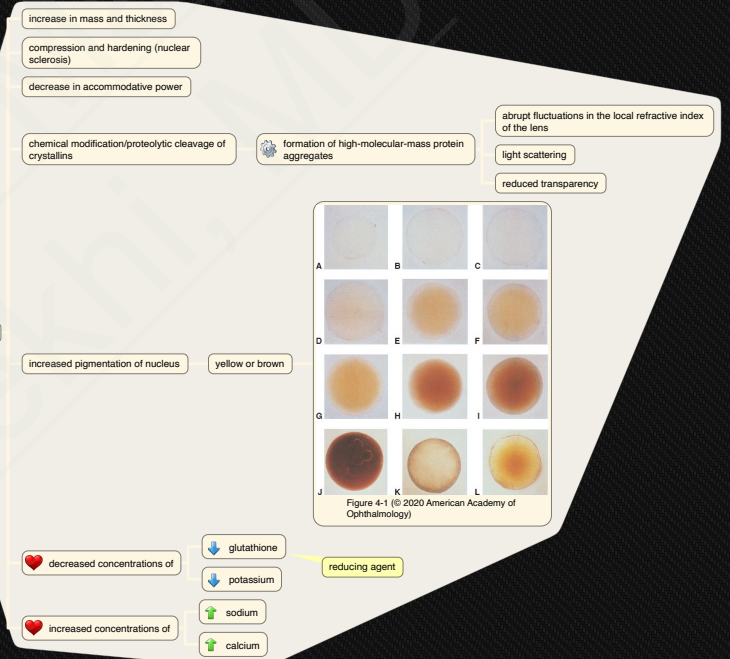 increase in mass and thickness
compression and hardening (nuclear
sclerosis)
decrease in accommodative power
chemical modification/proteolytic cleavage of
crystallins
formation of high-molecular-mass protein
aggregates
abrupt fluctuations in the local refractive index
of the lens
light scattering
reduced transparency
increased pigmentation of nucleus
yellow or brown
A
B
C
D
E
F
G
H
I
J
K
L
Figure 4-1 (© 2020 American Academy of
Ophthalmology)
decreased concentrations of
glutathione
potassium
reducing agent
increased concentrations of
sodium
calcium